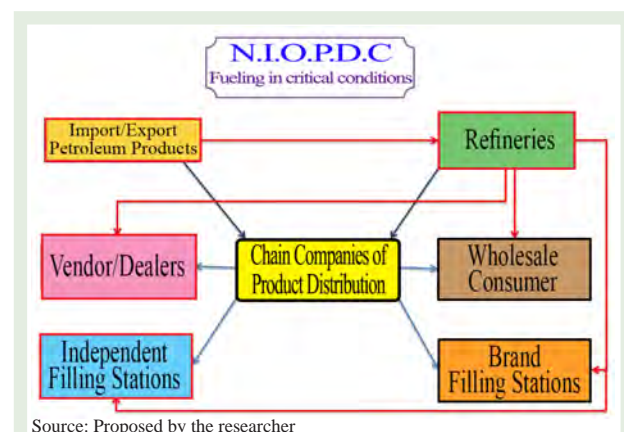 N.I.O.P.D.C
Fueling in critical conditions
Import/Export
Petroleum Products
Refineries
Vendor/Dealers
Chain Companies of
Product Distribution
Wholesale
Consumer
Independent
Filling Stations
Brand
Filling Stations
Source: Proposed by the researcher